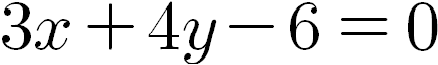 3x + 4y − 6 = 0